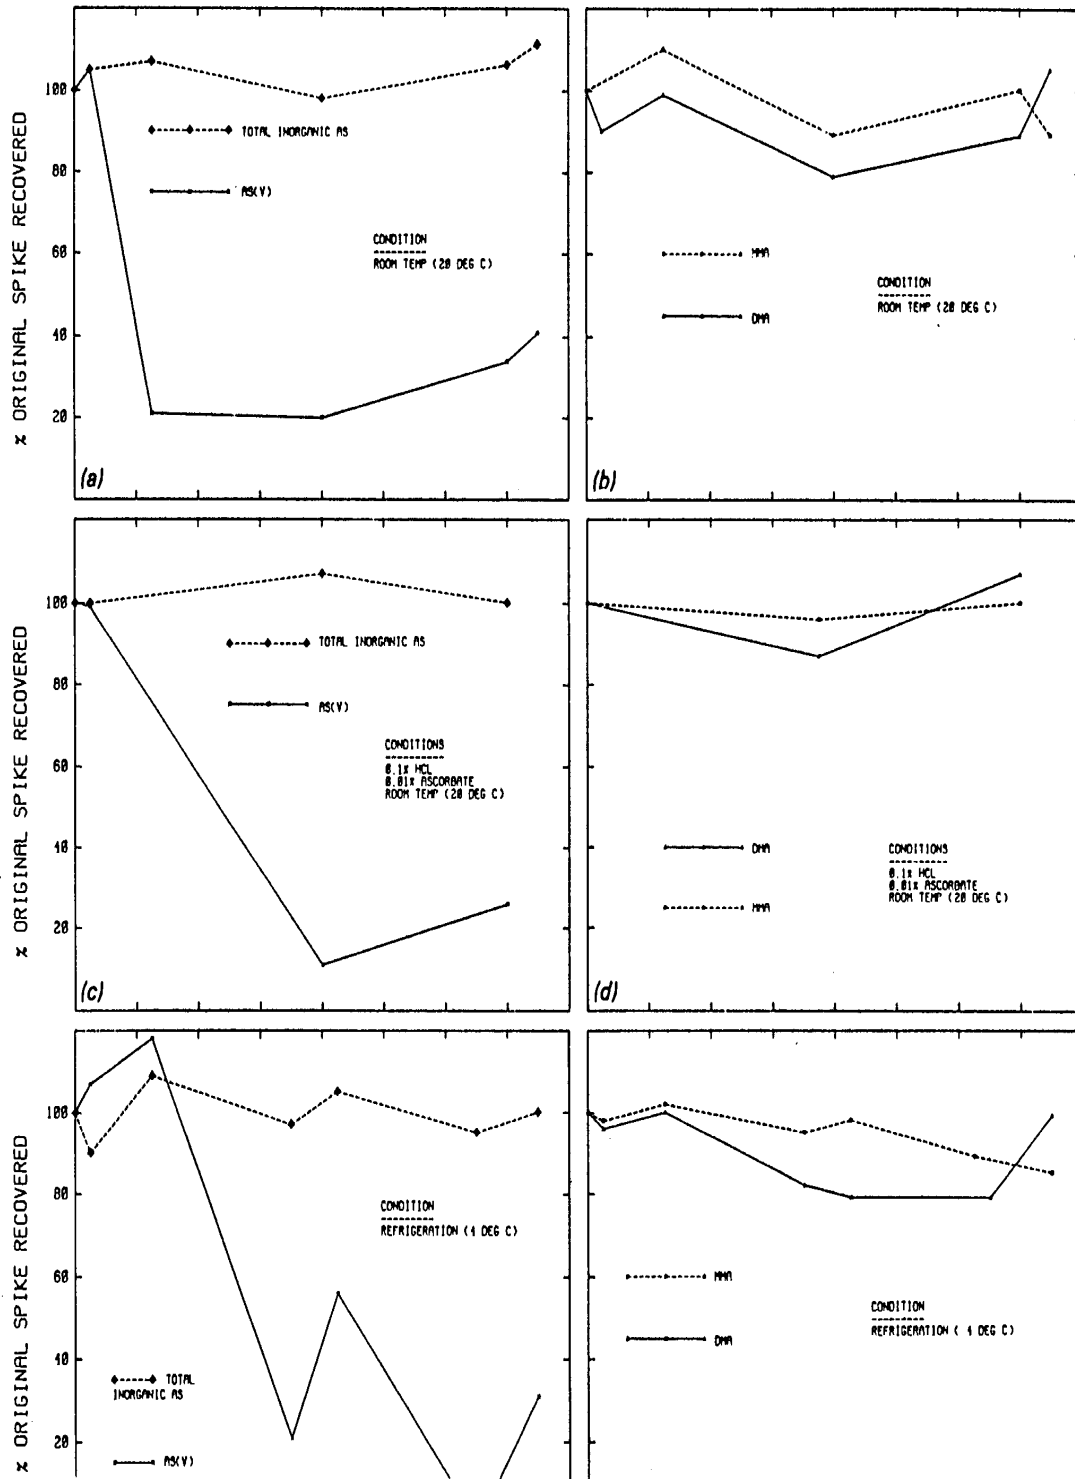 % ORIGINAL SPIKE RECOVERED
100
80
60
40
20
TOTAL INORGANIC AS
AS(V)
CONDITION
ROOM TEMP (20 DEG C)
(a)
MMA
DMA
CONDITION
ROOM TEMP (20 DEG C)
(b)
% ORIGINAL SPIKE RECOVERED
100
80
60
40
20
TOTAL INORGANIC AS
AS(V)
CONDITIONS
0.1% HCL
0.01% ASCORBATE
ROOM TEMP (20 DEG C)
(c)
DMA
MMA
CONDITIONS
0.1% HCL
0.01% ASCORBATE
ROOM TEMP (20 DEG C)
(d)
% ORIGINAL SPIKE RECOVERED
100
80
60
40
20
CONDITION
REFRIGERATION (4 DEG C)
TOTAL
INORGANIC AS
AS(V)
MMA
DMA
CONDITION
REFRIGERATION ( 4 DEG C)